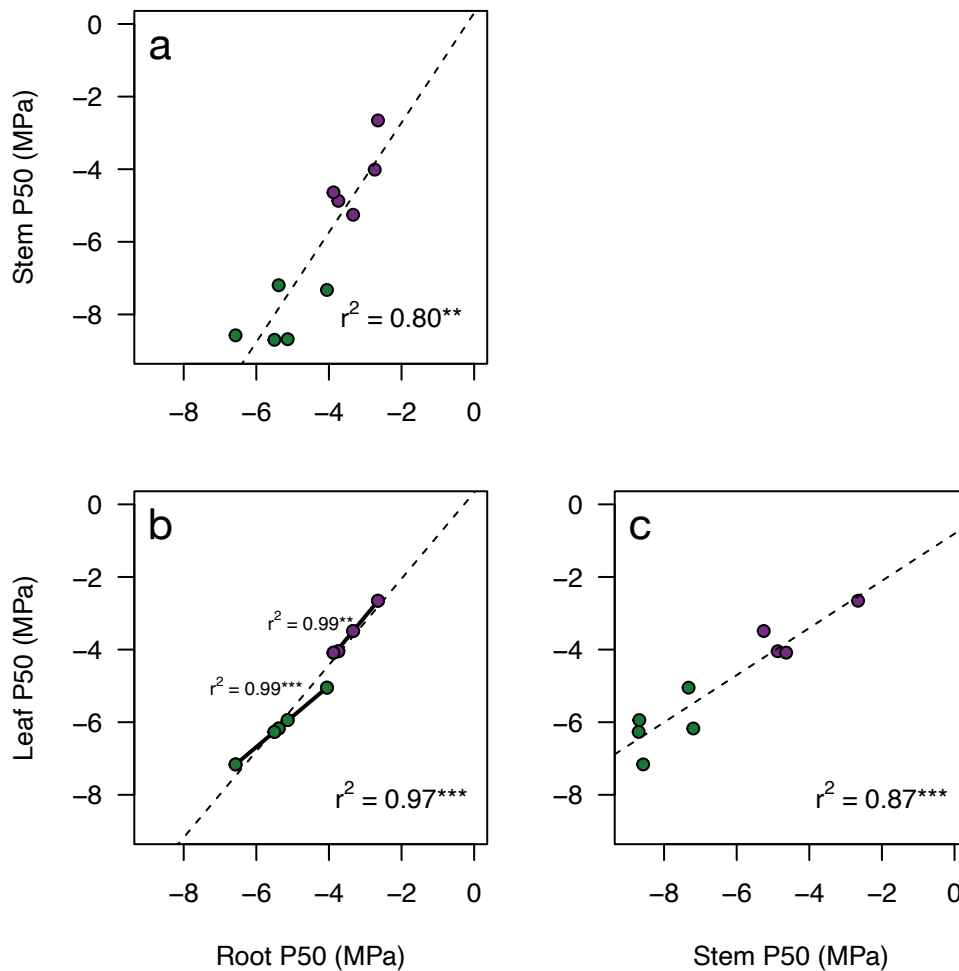 a
Stem P50 (MPa)
0
−2
−4
−6
−8
r² = 0.80**
−8 −6 −4 −2 0
b
Leaf P50 (MPa)
0
−2
−4
−6
−8
r² = 0.99**
r² = 0.99***
r² = 0.97***
−8 −6 −4 −2 0
Root P50 (MPa)
c
0
−2
−4
−6
−8
r² = 0.87***
−8 −6 −4 −2 0
Stem P50 (MPa)